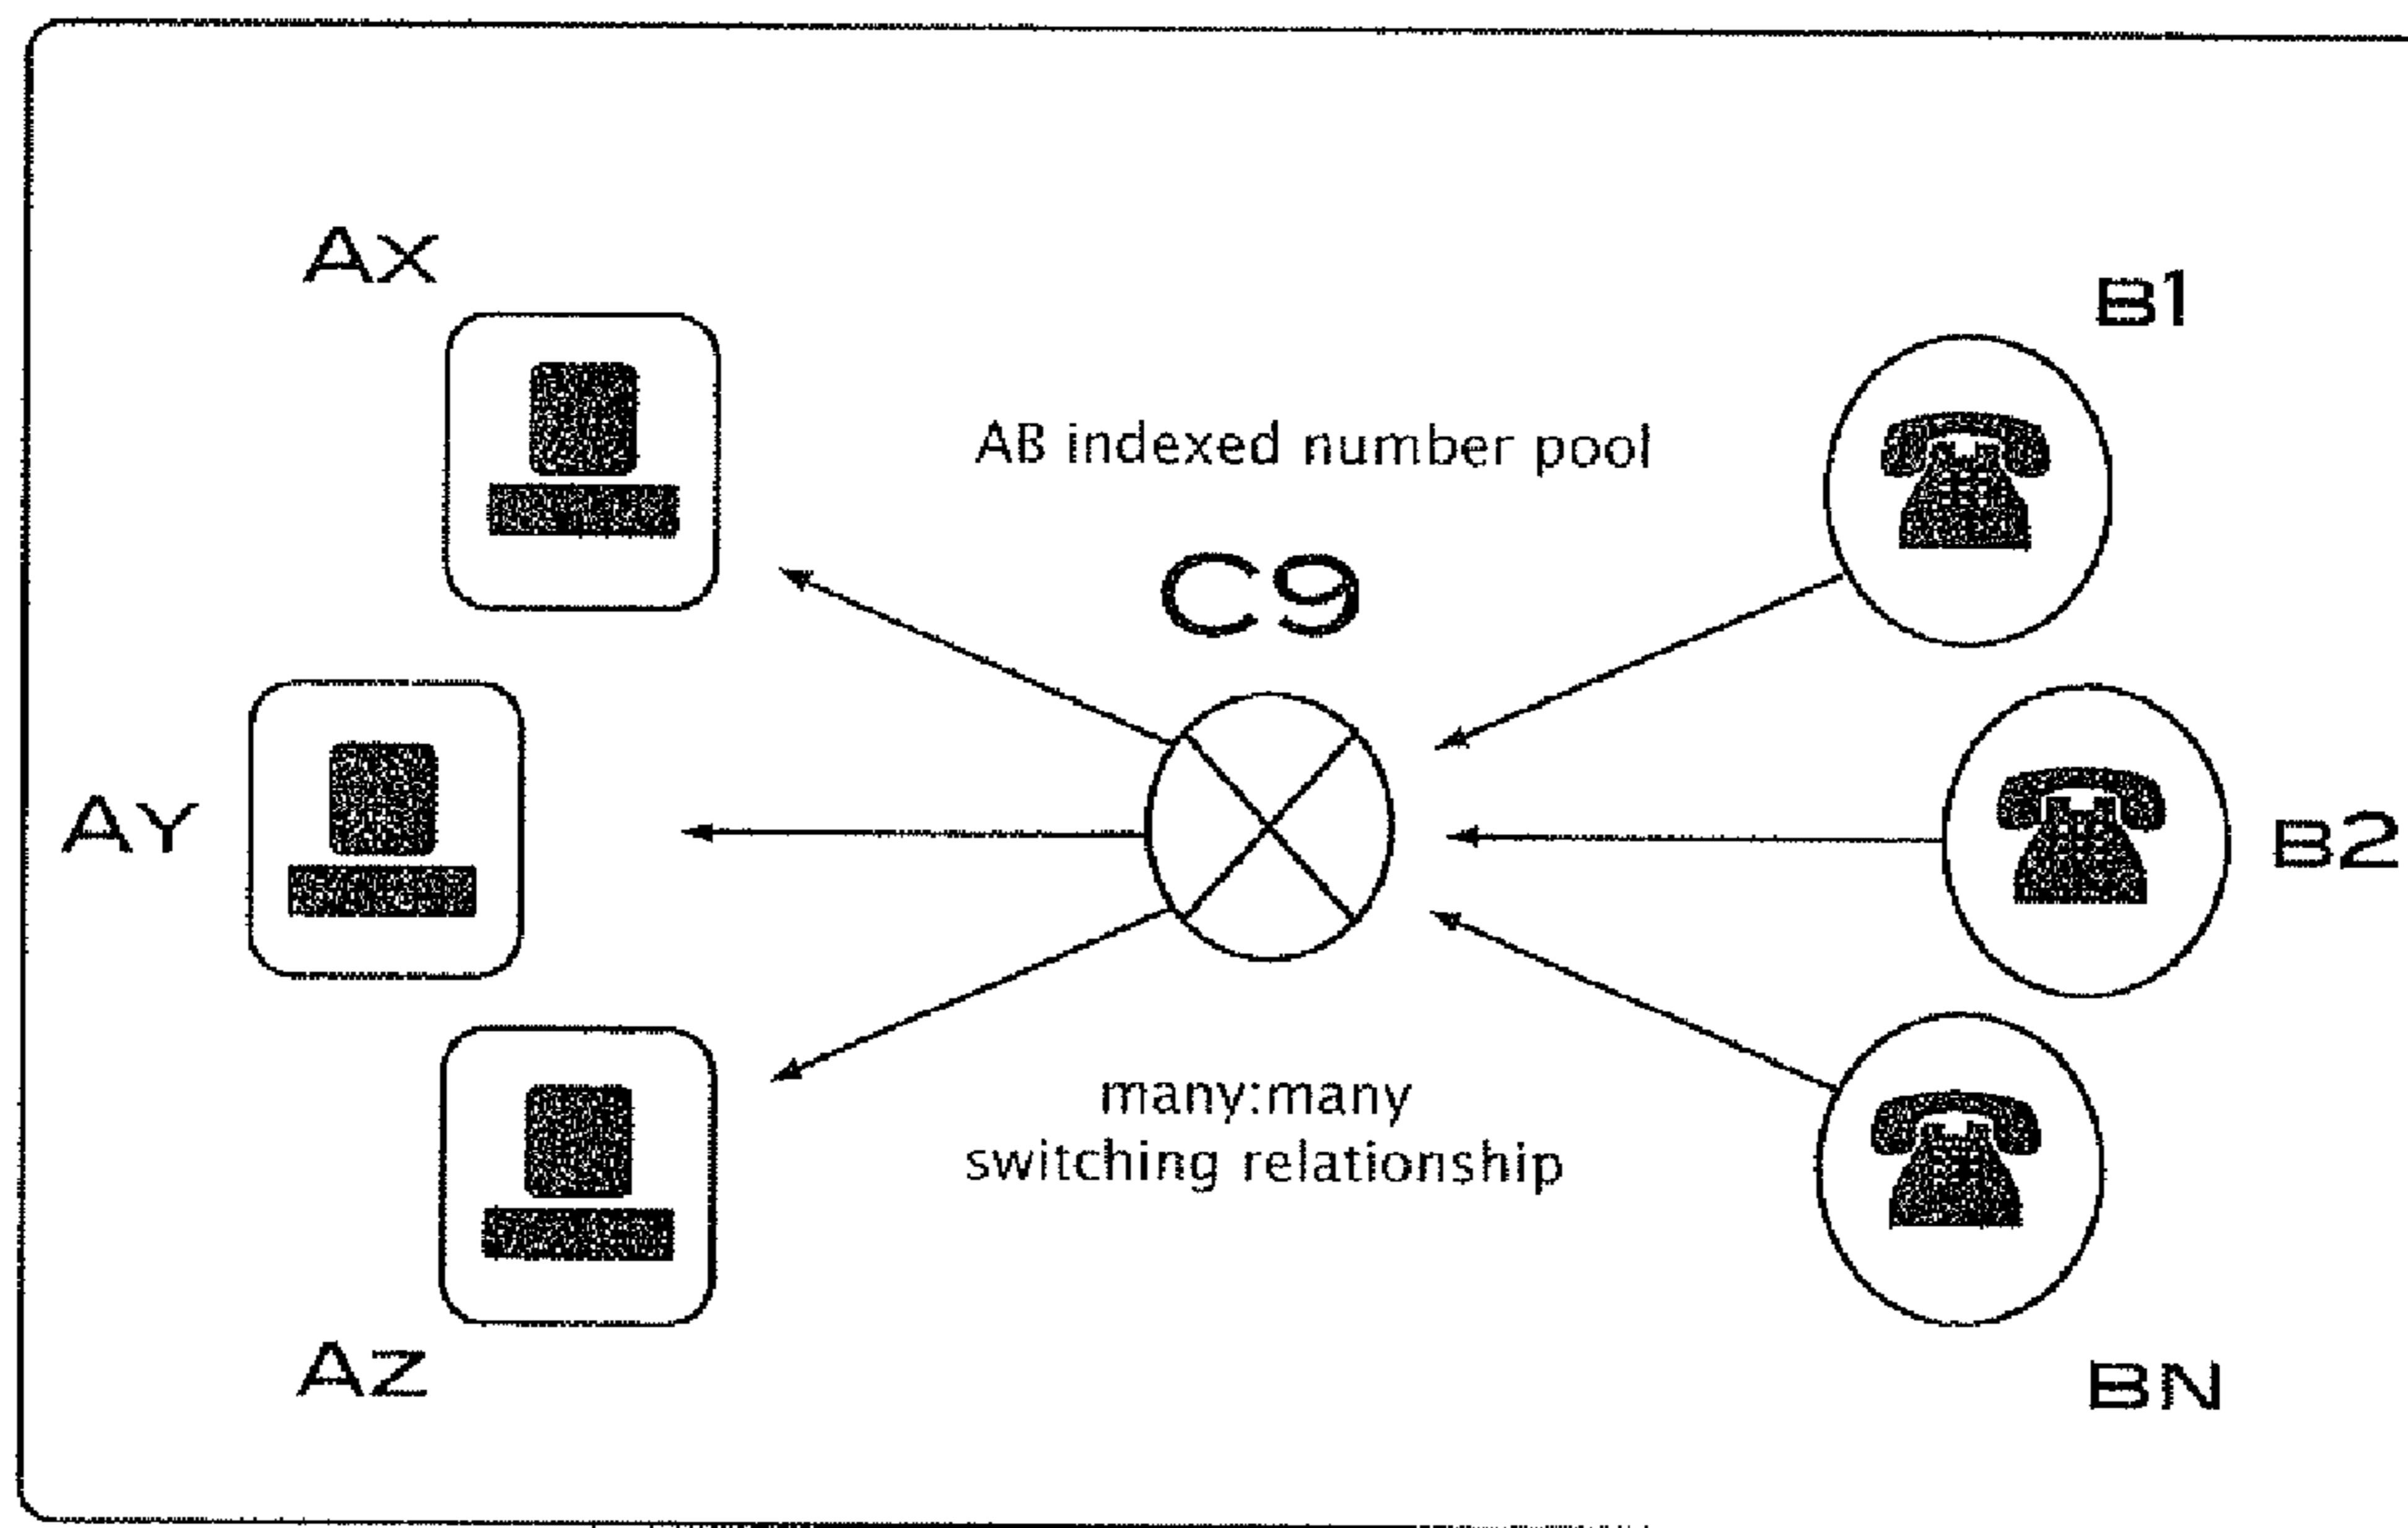 AX
B1
AB indexed number pool
C9
AY
B2
many:many
switching relationship
AZ
BN